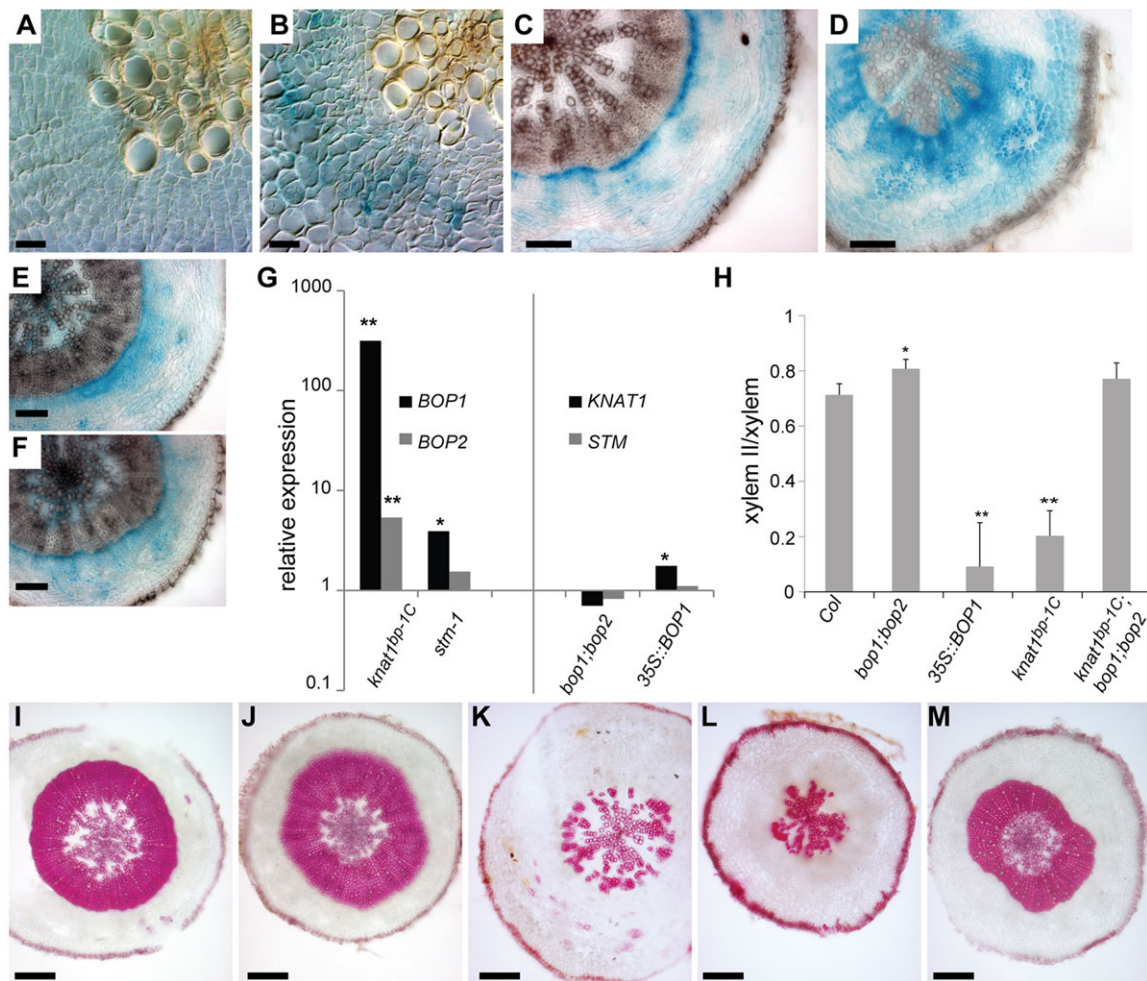 A
B
C
D
E
F
G
relative expression
1000
100
10
1
0.1
**
**
*
*
BOP1
BOP2
KNAT1
STM
knat1bp-1C
stm-1
bop1;bop2
35S::BOP1
H
xylem II/xylem
1
0.8
0.6
0.4
0.2
0
*
**
**
Col
bop1;bop2
35S::BOP1
knat1bp-1C
knat1bp-1C;
bop1;bop2
I
J
K
L
M